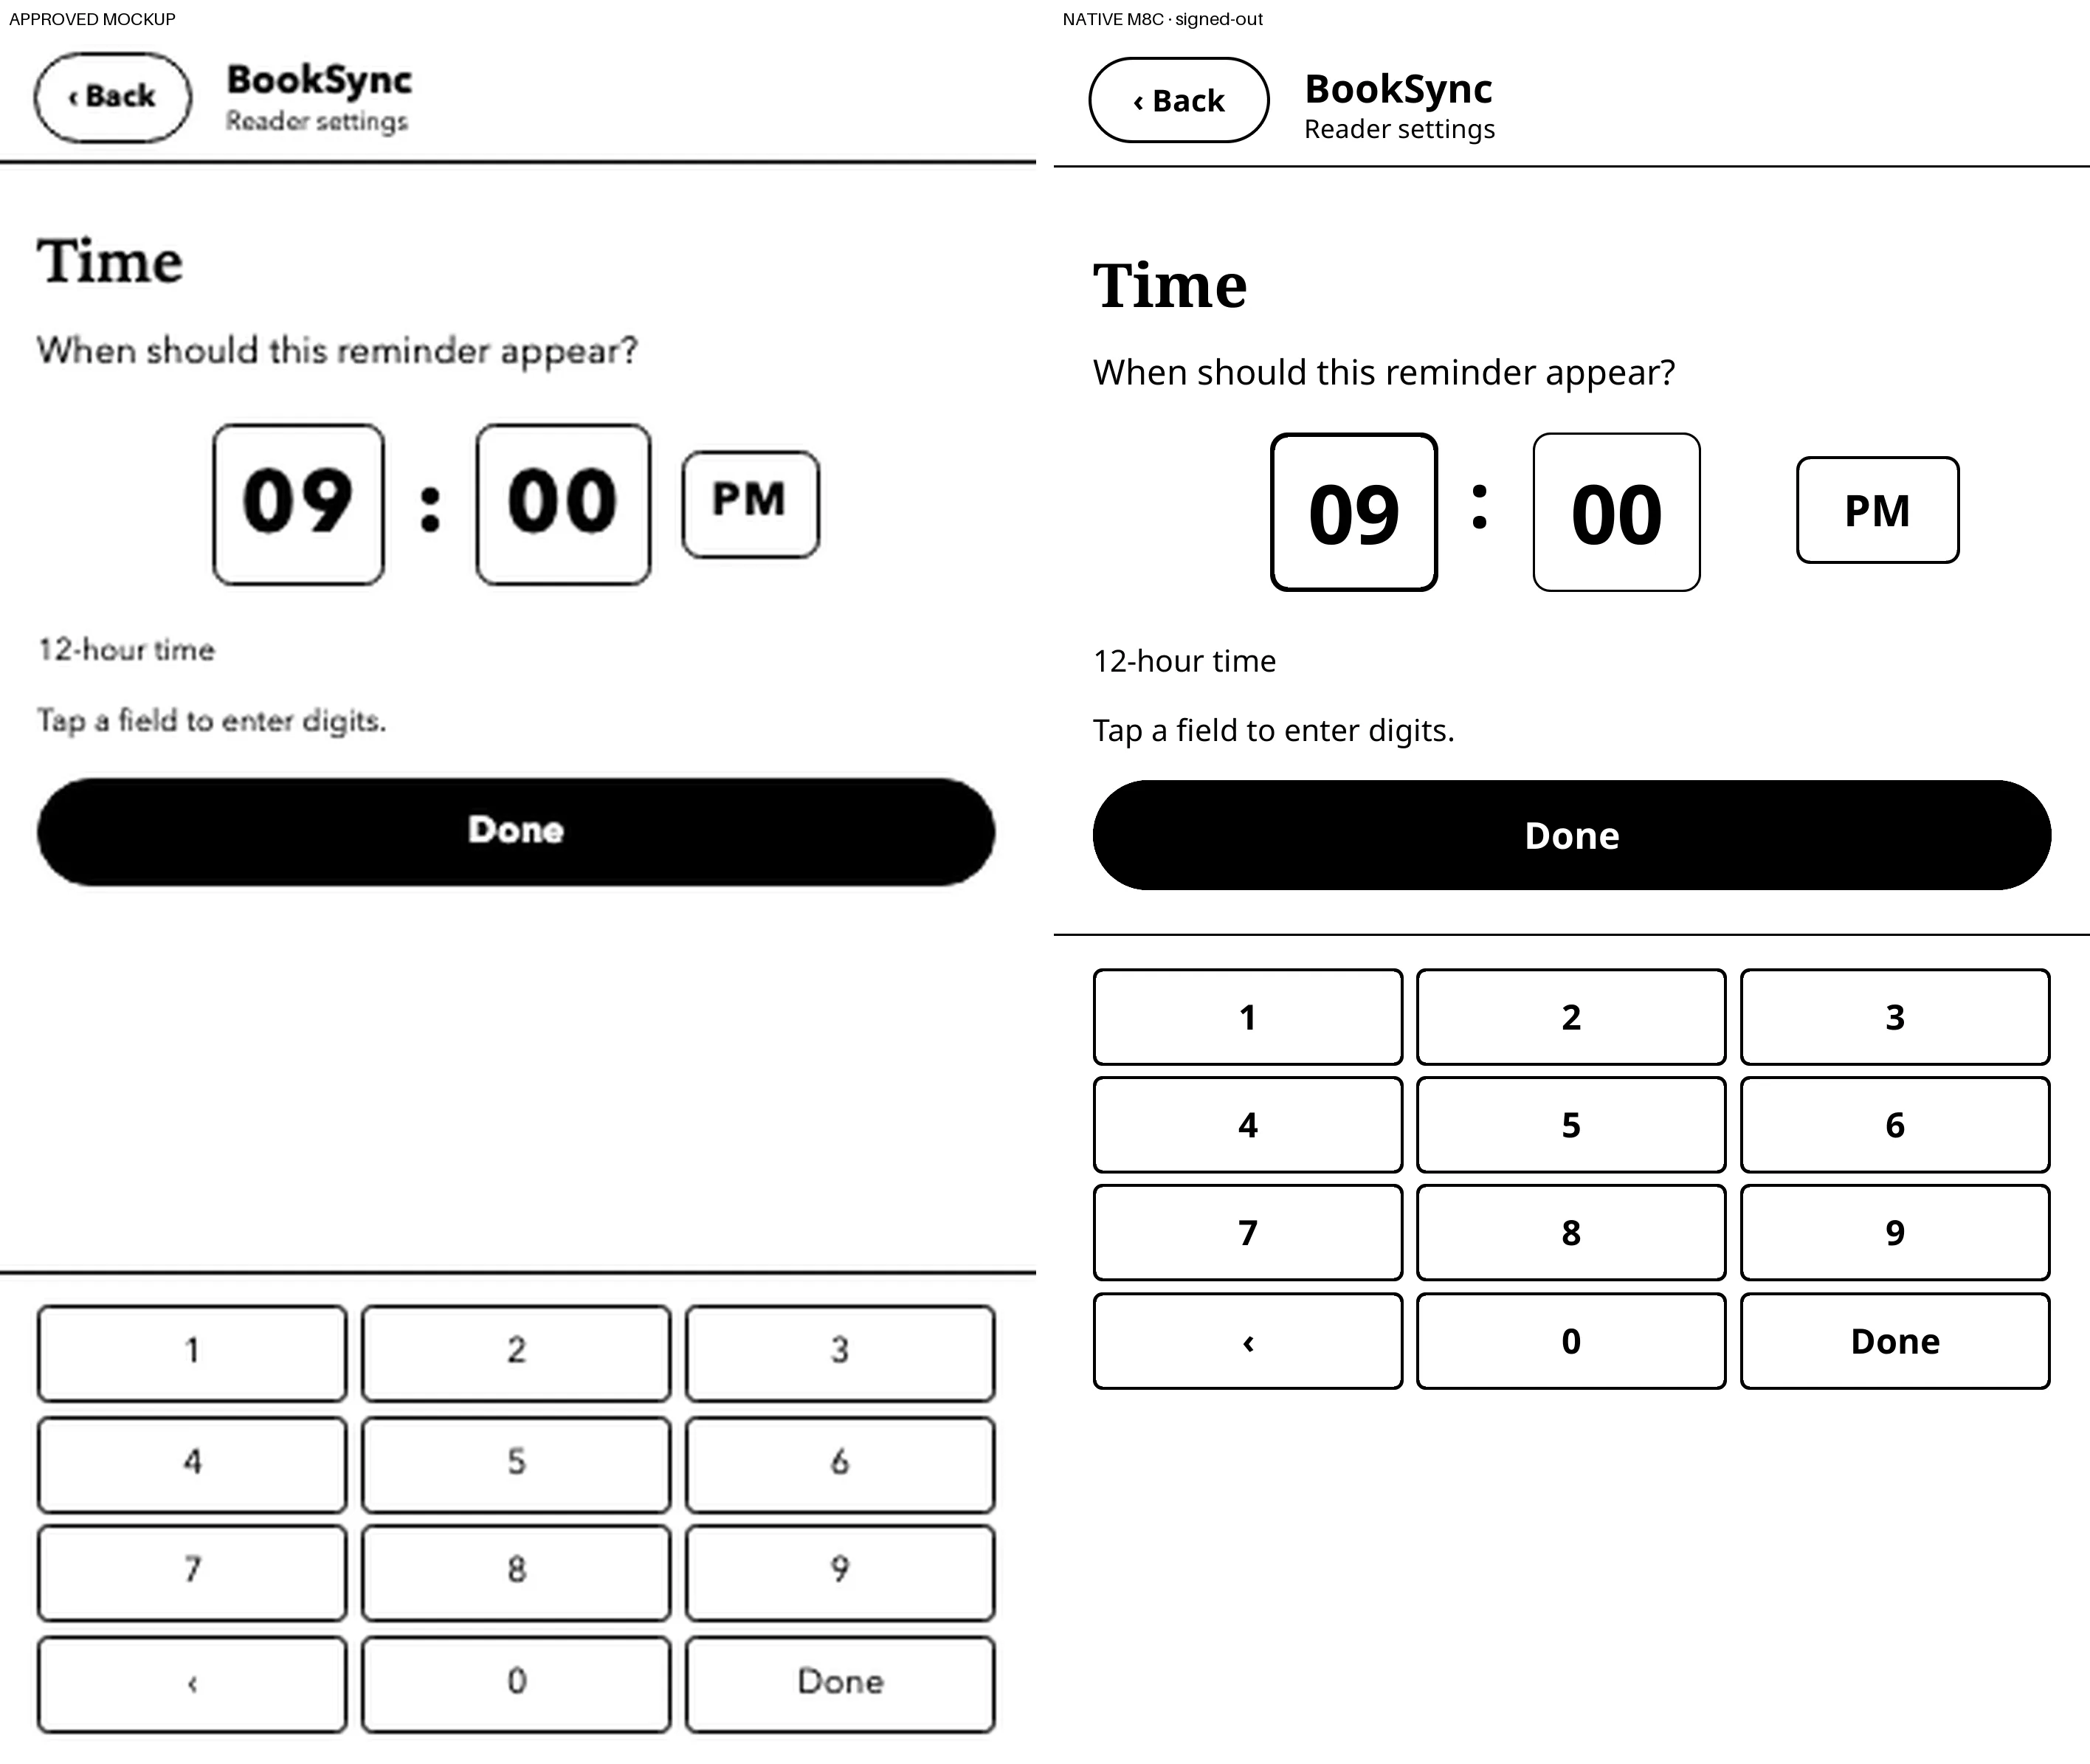 APPROVED MOCKUP
‹ Back
BookSync
Reader settings
Time
When should this reminder appear?
09 : 00 PM
12-hour time
Tap a field to enter digits.
Done
1 2 3
4 5 6
7 8 9
‹ 0 Done
NATIVE M8C · signed-out
‹ Back
BookSync
Reader settings
Time
When should this reminder appear?
09 : 00 PM
12-hour time
Tap a field to enter digits.
Done
1 2 3
4 5 6
7 8 9
‹ 0 Done